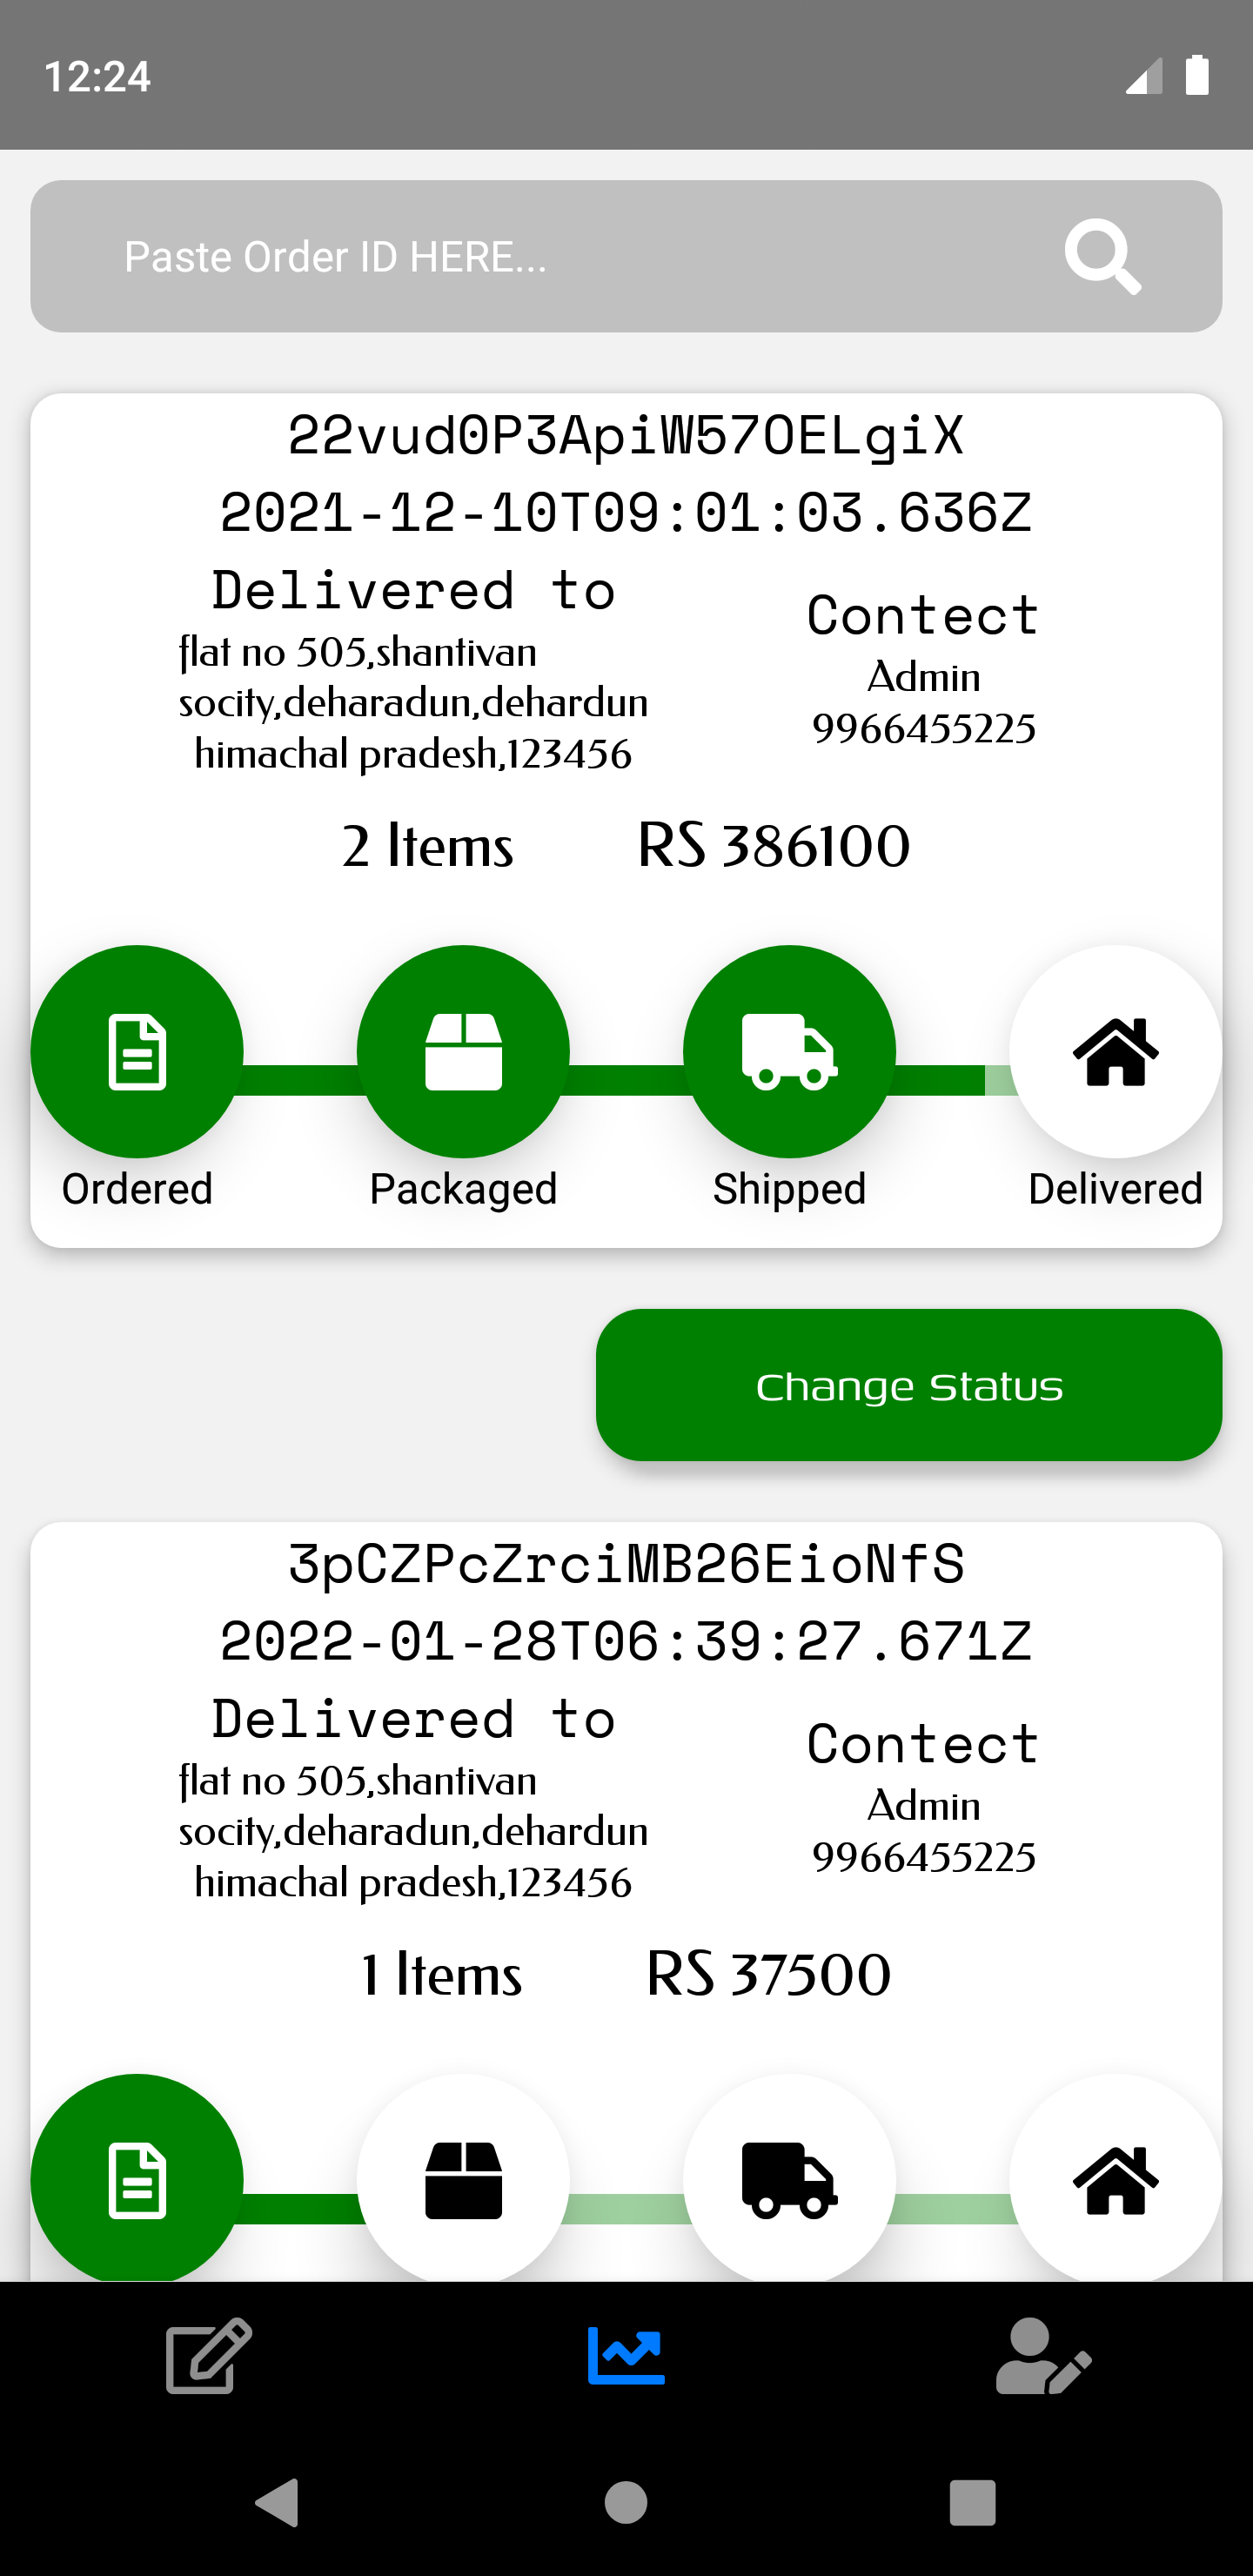 12:24
Paste Order ID HERE...
22vud0P3ApiW57OELgiX
2021-12-10T09:01:03.636Z
Delivered to
flat no 505,shantivan
socity,deharadun,dehardun
himachal pradesh,123456
Contect
Admin
9966455225
2 Items RS 386100
Ordered Packaged Shipped Delivered
Change Status
3pCZPcZrciMB26EioNfS
2022-01-28T06:39:27.671Z
Delivered to
flat no 505,shantivan
socity,deharadun,dehardun
himachal pradesh,123456
Contect
Admin
9966455225
1 Items RS 37500